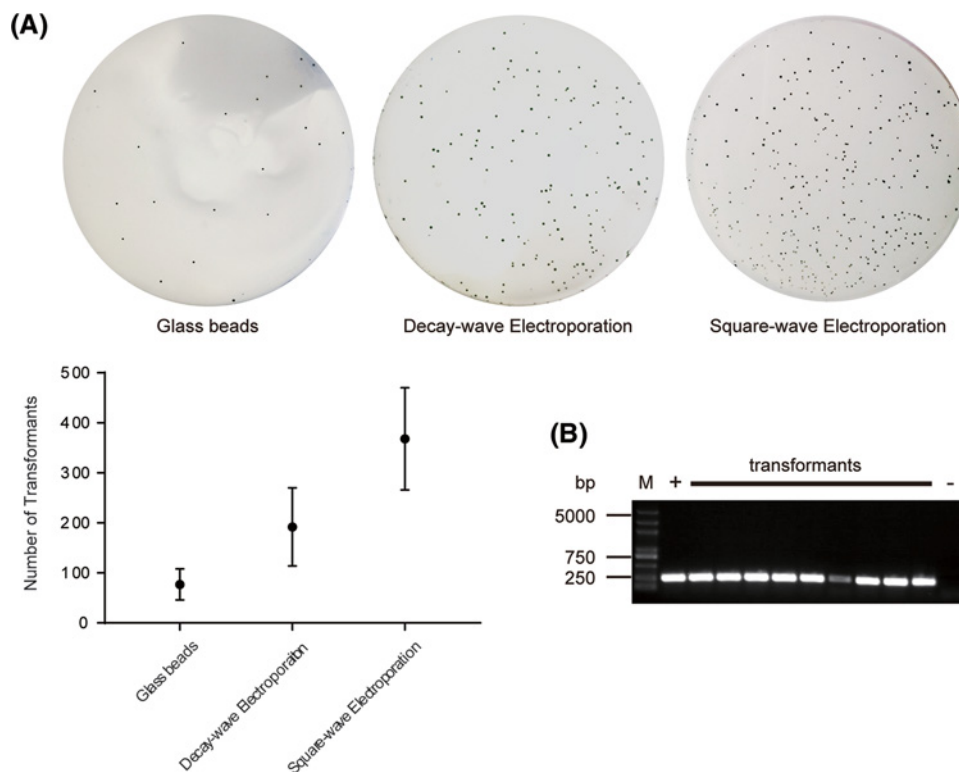 (A)
Glass beads
Decay-wave Electroporation
Square-wave Electroporation
Number of Transformants
500
400
300
200
100
0
Glass beads
Decay-wave Electroporation
Square-wave Electroporation
(B)
transformants
bp M + -
5000
750
250